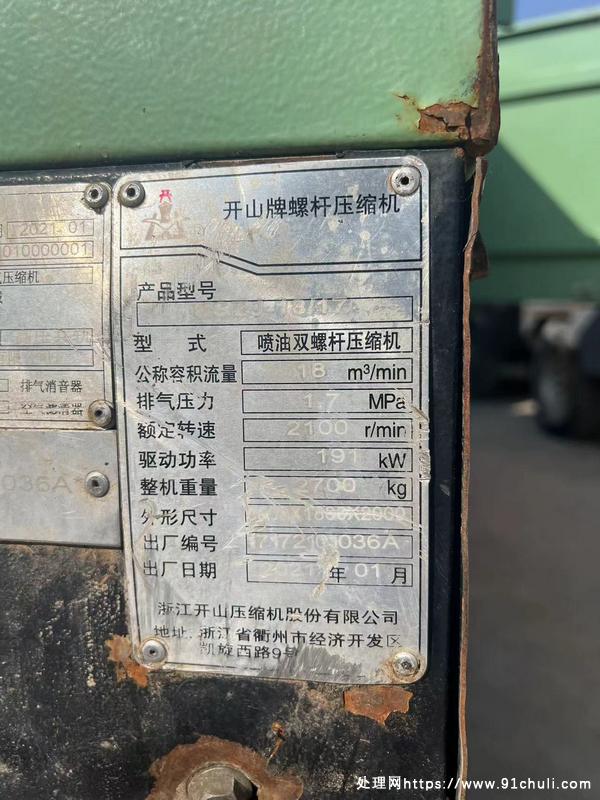 2021.01
010000001
压缩机
排气消音器
036A
开
开山牌螺杆压缩机
产品型号 18/17
型 式 喷油双螺杆压缩机
公称容积流量 18 m³/min
排气压力 1.7 MPa
额定转速 2100 r/min
驱动功率 191 kW
整机重量 2700 kg
外形尺寸
出厂编号 036A
出厂日期 年 01 月
浙江开山压缩机股份有限公司
地址: 浙江省衢州市经济开发区
凯旋西路9号
处理网https://www.91chuli.com/